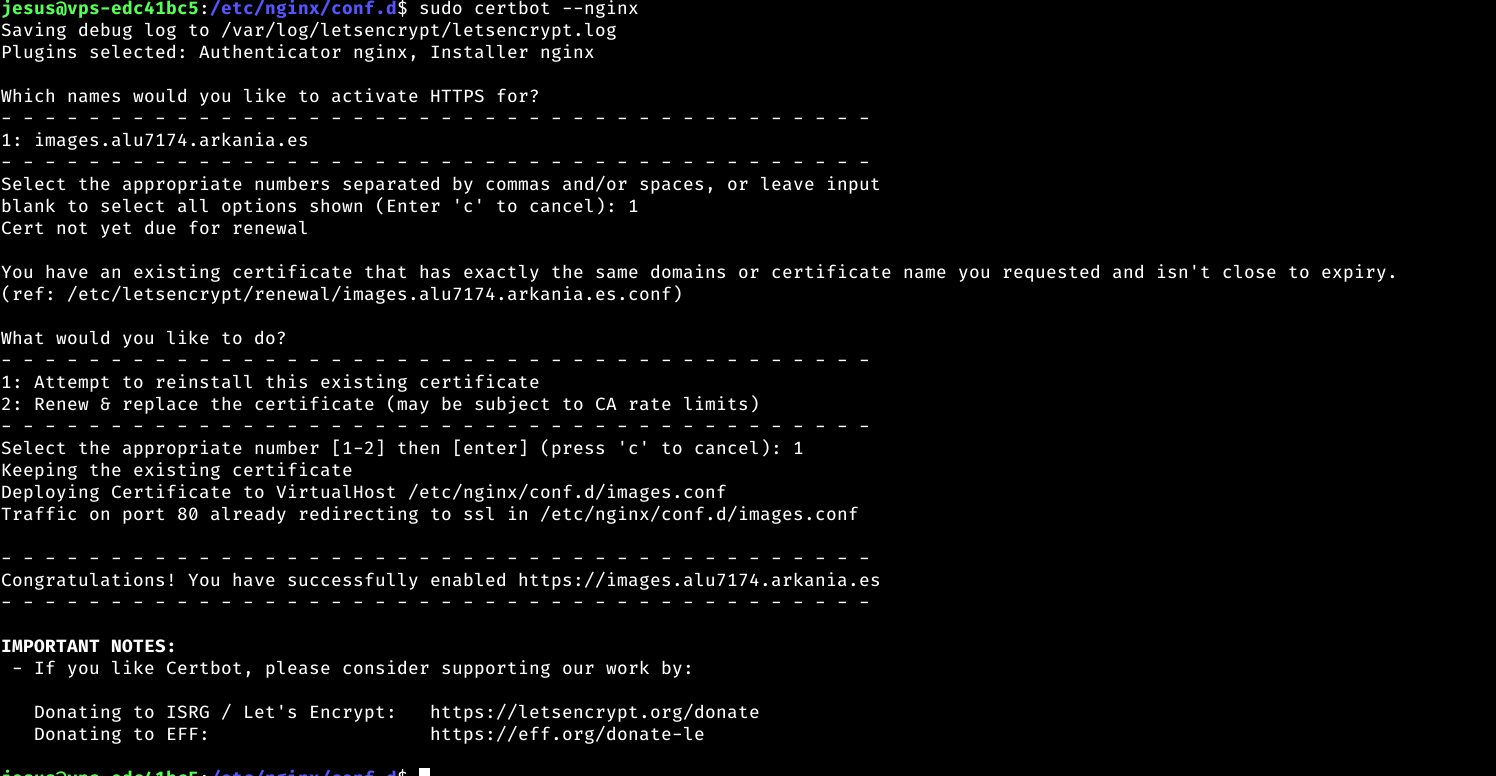 jesus@vps-edc41bc5:/etc/nginx/conf.d$ sudo certbot --nginx
Saving debug log to /var/log/letsencrypt/letsencrypt.log
Plugins selected: Authenticator nginx, Installer nginx
Which names would you like to activate HTTPS for?
- - - - - - - - - - - - - - - - - - - - - - - - - - - - - - - - - - - - - - - -
1: images.alu7174.arkania.es
- - - - - - - - - - - - - - - - - - - - - - - - - - - - - - - - - - - - - - - -
Select the appropriate numbers separated by commas and/or spaces, or leave input
blank to select all options shown (Enter 'c' to cancel): 1
Cert not yet due for renewal
You have an existing certificate that has exactly the same domains or certificate name you requested and isn't close to expiry.
(ref: /etc/letsencrypt/renewal/images.alu7174.arkania.es.conf)
What would you like to do?
- - - - - - - - - - - - - - - - - - - - - - - - - - - - - - - - - - - - - - - -
1: Attempt to reinstall this existing certificate
2: Renew & replace the certificate (may be subject to CA rate limits)
- - - - - - - - - - - - - - - - - - - - - - - - - - - - - - - - - - - - - - - -
Select the appropriate number [1-2] then [enter] (press 'c' to cancel): 1
Keeping the existing certificate
Deploying Certificate to VirtualHost /etc/nginx/conf.d/images.conf
Traffic on port 80 already redirecting to ssl in /etc/nginx/conf.d/images.conf
- - - - - - - - - - - - - - - - - - - - - - - - - - - - - - - - - - - - - - - -
Congratulations! You have successfully enabled https://images.alu7174.arkania.es
- - - - - - - - - - - - - - - - - - - - - - - - - - - - - - - - - - - - - - - -
IMPORTANT NOTES:
- If you like Certbot, please consider supporting our work by:
Donating to ISRG / Let's Encrypt: https://letsencrypt.org/donate
Donating to EFF: https://eff.org/donate-le
jesus@vps-edc41bc5:/etc/nginx/conf.d$